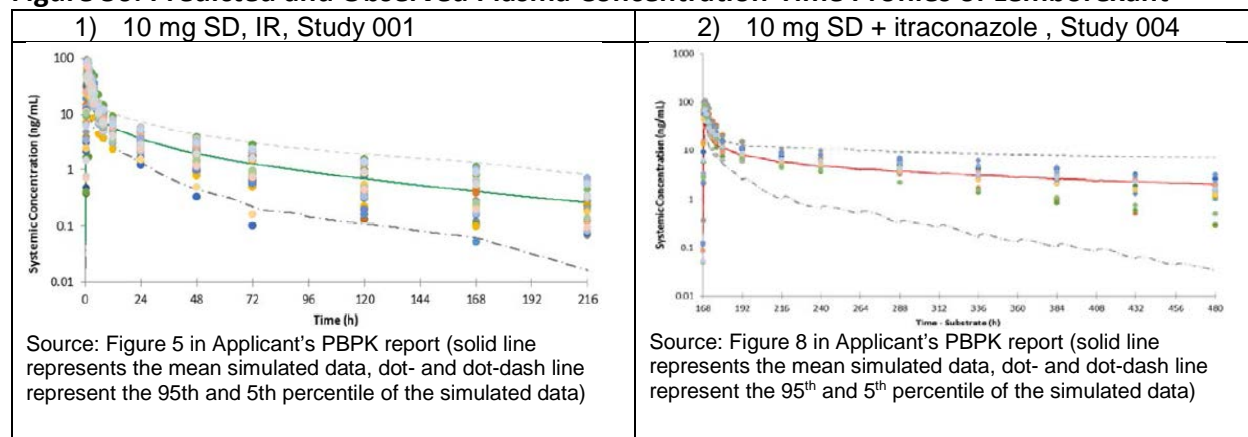 Figure Predicted and Observed Plasma Concentration-Time Profiles of Lemborexant
1) 10 mg SD, IR, Study 001
Systemic Concentration (ng/mL)
100
10
1
0.1
0.01
0 24 48 72 96 120 144 168 192 216
Time (h)
Source: Figure 5 in Applicant's PBPK report (solid line
represents the mean simulated data, dot- and dot-dash line
represent the 95th and 5th percentile of the simulated data)
2) 10 mg SD + itraconazole , Study 004
Systemic Concentration (ng/mL)
1000
100
10
1
0.1
0.01
168 192 216 240 264 288 312 336 360 384 408 432 456 480
Time - Substrate (h)
Source: Figure 8 in Applicant's PBPK report (solid line
represents the mean simulated data, dot- and dot-dash line
represent the 95th and 5th percentile of the simulated data)